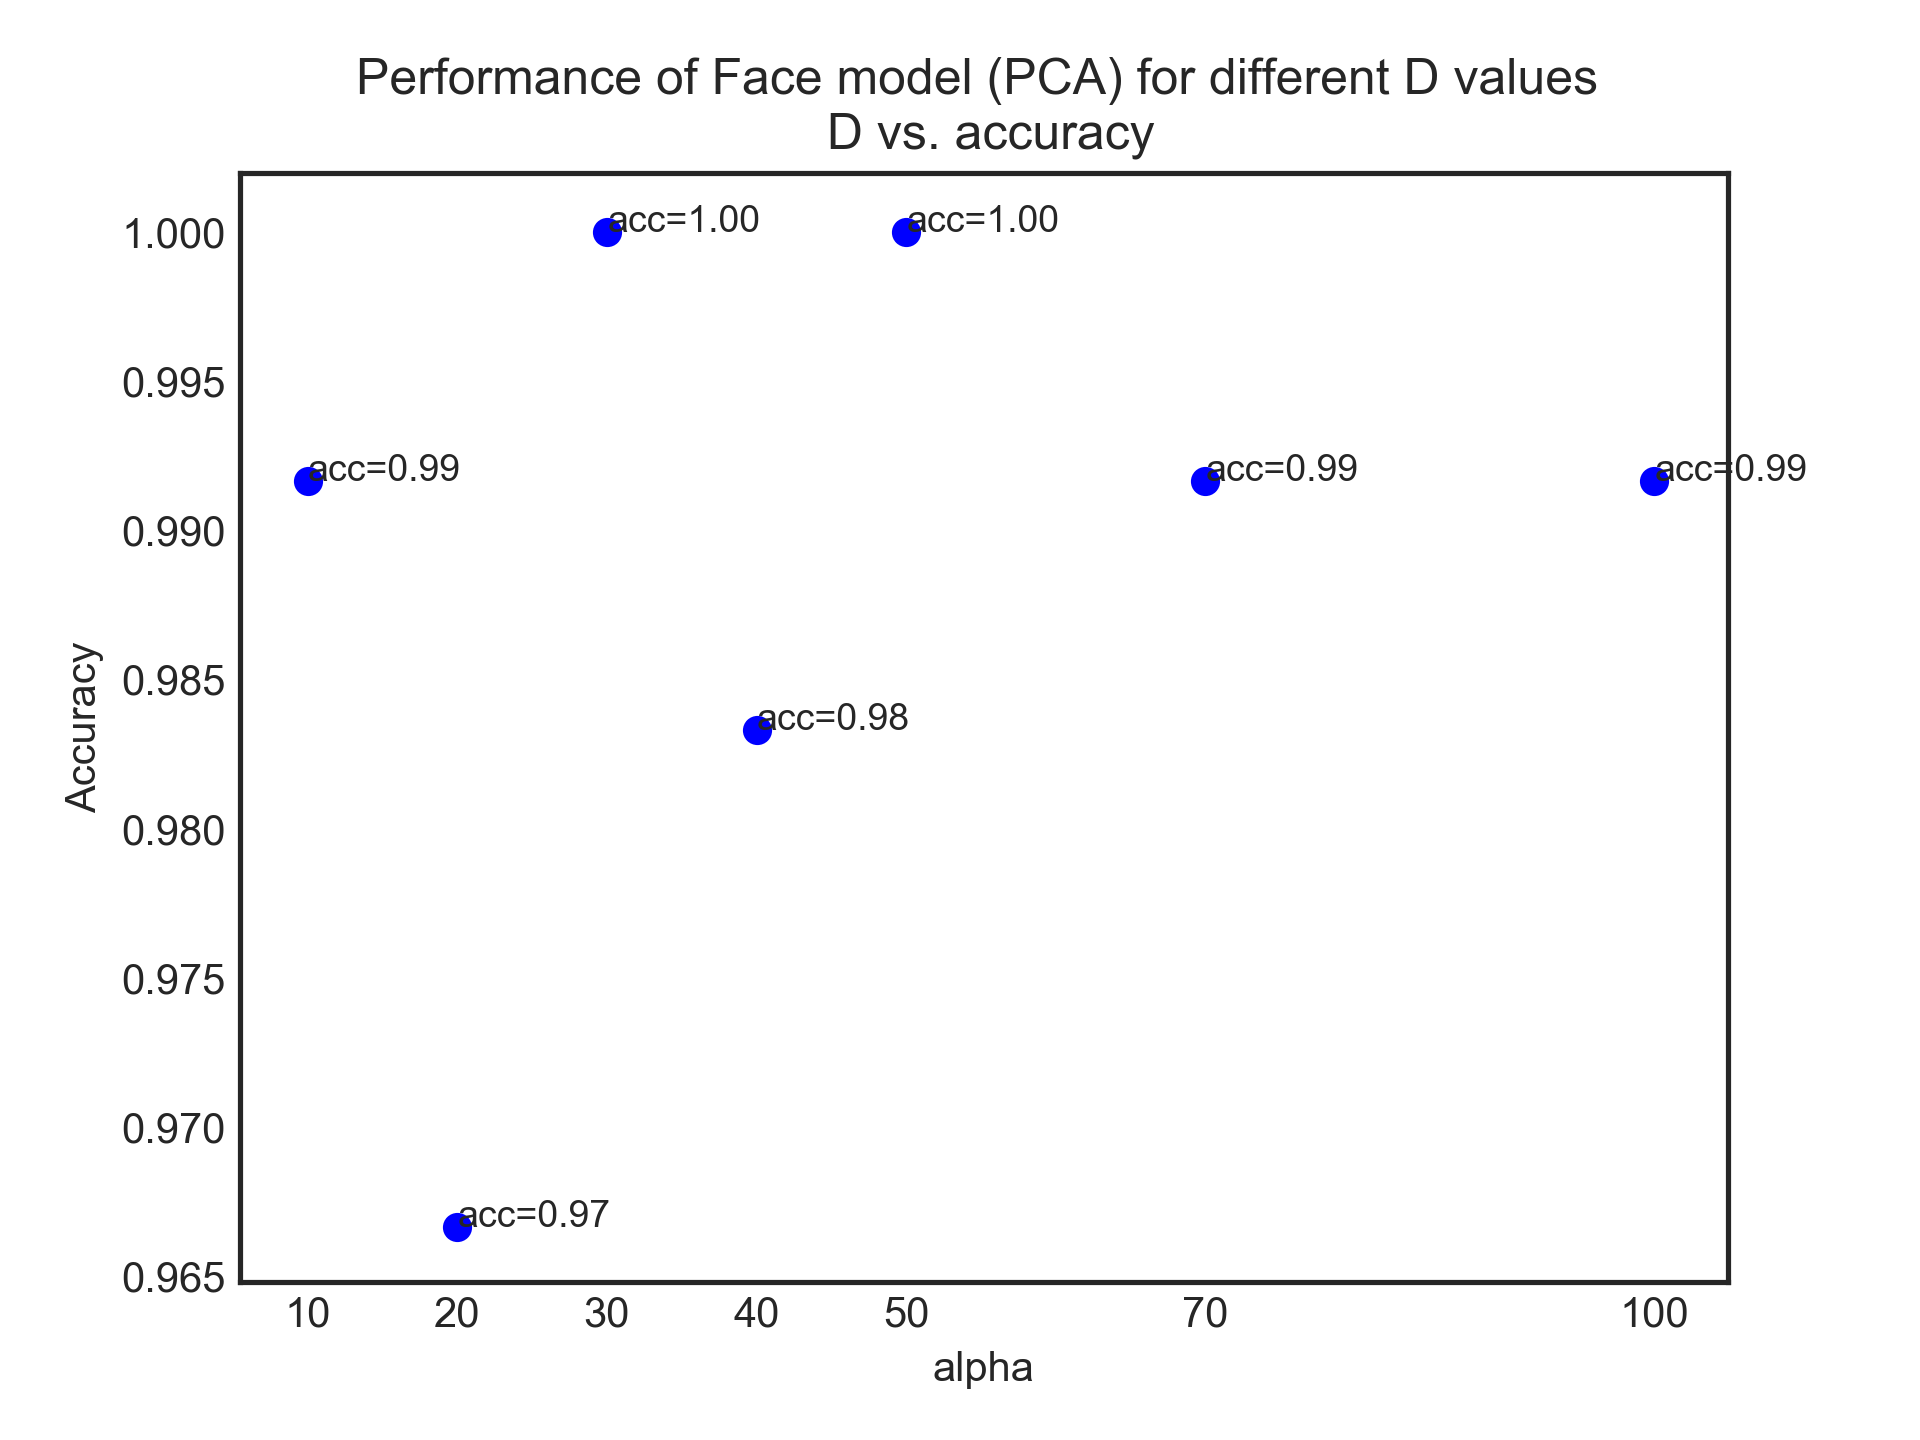 Performance of Face model (PCA) for different D values
D vs. accuracy
1.000
0.995
0.990
0.985
0.980
0.975
0.970
0.965
Accuracy
acc=1.00
acc=1.00
acc=0.99
acc=0.99
acc=0.99
acc=0.98
acc=0.97
10 20 30 40 50 70 100
alpha